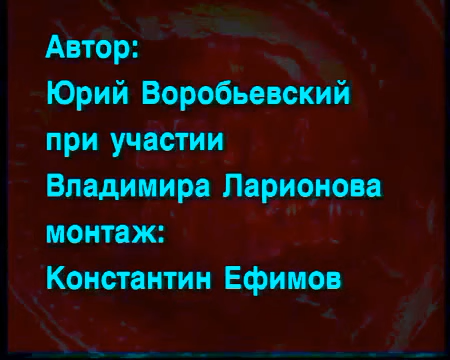 Автор:
Юрий Воробьевский
при участии
Владимира Ларионова
монтаж:
Константин Ефимов